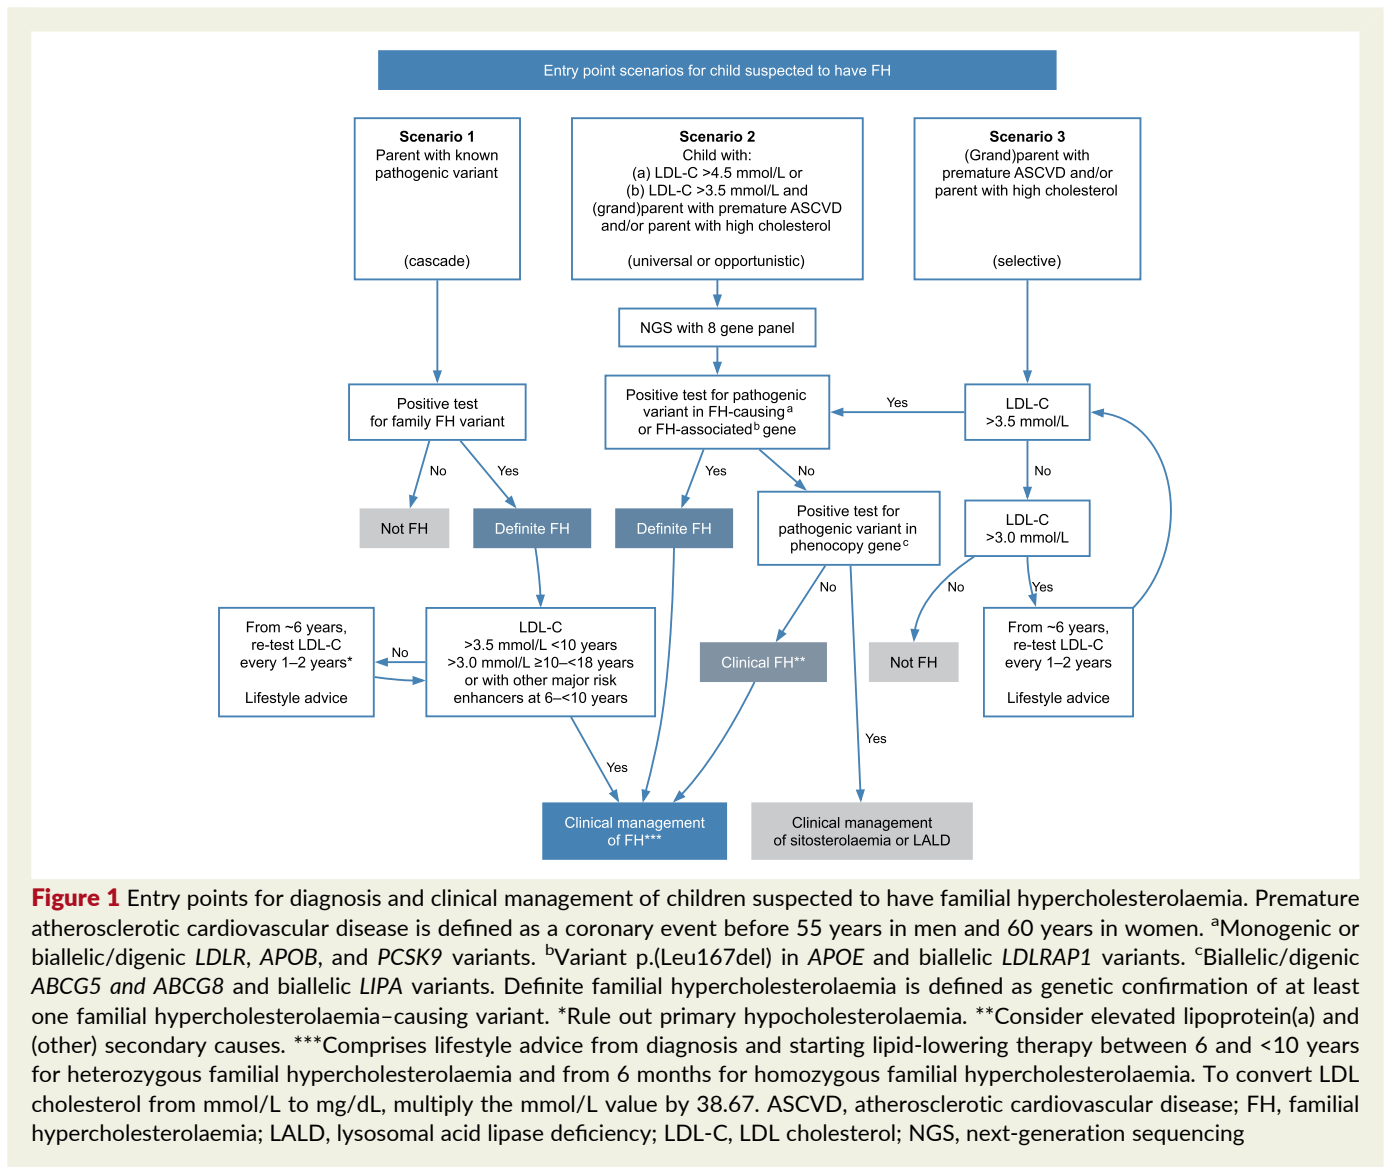 Entry point scenarios for child suspected to have FH
Scenario 1
Parent with known
pathogenic variant
(cascade)
Scenario 2
Child with:
(a) LDL-C >4.5 mmol/L or
(b) LDL-C >3.5 mmol/L and
(grand)parent with premature ASCVD
and/or parent with high cholesterol
(universal or opportunistic)
Scenario 3
(Grand)parent with
premature ASCVD and/or
parent with high cholesterol
(selective)
NGS with 8 gene panel
Positive test
for family FH variant
Positive test for pathogenic
variant in FH-causing a
or FH-associated b gene
Yes
LDL-C
>3.5 mmol/L
No
Yes
Yes
No
No
Not FH
Definite FH
Definite FH
Positive test for
pathogenic variant in
phenocopy gene c
LDL-C
>3.0 mmol/L
No
No
Yes
From ~6 years,
re-test LDL-C
every 1–2 years*
Lifestyle advice
No
LDL-C
>3.5 mmol/L <10 years
>3.0 mmol/L ≥10–<18 years
or with other major risk
enhancers at 6–<10 years
Clinical FH**
Not FH
From ~6 years,
re-test LDL-C
every 1–2 years
Lifestyle advice
Yes
Yes
Clinical management
of FH***
Clinical management
of sitosterolaemia or LALD
Figure 1 Entry points for diagnosis and clinical management of children suspected to have familial hypercholesterolaemia. Premature
atherosclerotic cardiovascular disease is defined as a coronary event before 55 years in men and 60 years in women. aMonogenic or
biallelic/digenic LDLR, APOB, and PCSK9 variants. bVariant p.(Leu167del) in APOE and biallelic LDLRAP1 variants. cBiallelic/digenic
ABCG5 and ABCG8 and biallelic LIPA variants. Definite familial hypercholesterolaemia is defined as genetic confirmation of at least
one familial hypercholesterolaemia–causing variant. *Rule out primary hypocholesterolaemia. **Consider elevated lipoprotein(a) and
(other) secondary causes. ***Comprises lifestyle advice from diagnosis and starting lipid-lowering therapy between 6 and <10 years
for heterozygous familial hypercholesterolaemia and from 6 months for homozygous familial hypercholesterolaemia. To convert LDL
cholesterol from mmol/L to mg/dL, multiply the mmol/L value by 38.67. ASCVD, atherosclerotic cardiovascular disease; FH, familial
hypercholesterolaemia; LALD, lysosomal acid lipase deficiency; LDL-C, LDL cholesterol; NGS, next-generation sequencing